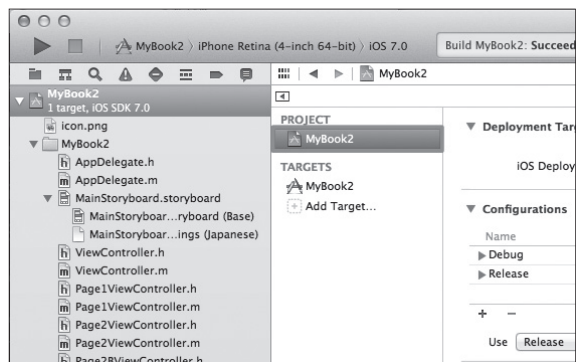 MyBook2 〉 iPhone Retina (4-inch 64-bit) 〉 iOS 7.0
Build MyBook2: Succeed
MyBook2
1 target, iOS SDK 7.0
icon.png
MyBook2
AppDelegate.h
AppDelegate.m
MainStoryboard.storyboard
MainStoryboar...ryboard (Base)
MainStoryboar...ings (Japanese)
ViewController.h
ViewController.m
Page1ViewController.h
Page1ViewController.m
Page2ViewController.h
Page2ViewController.m
Page2BViewController.h
MyBook2
PROJECT
MyBook2
TARGETS
MyBook2
Add Target...
Deployment Tar
iOS Deploy
Configurations
Name
Debug
Release
+ −
Use Release